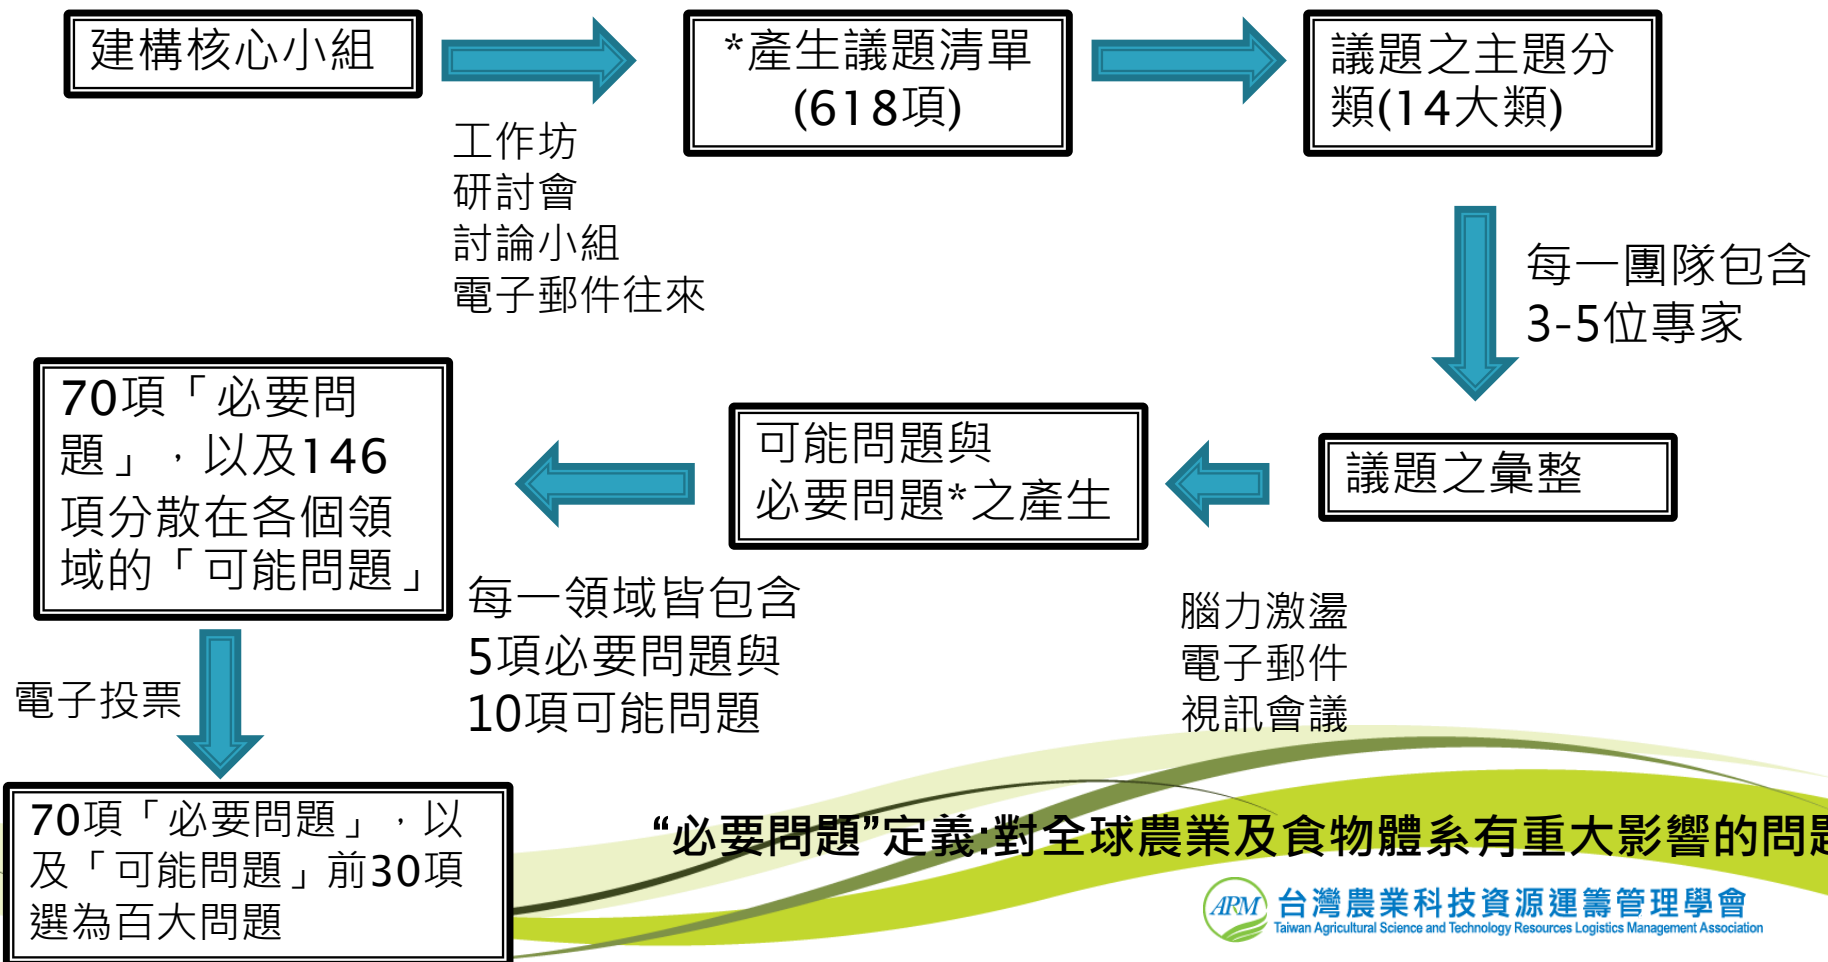 建構核心小組
*產生議題清單
(618項)
議題之主題分
類(14大類)
工作坊
研討會
討論小組
電子郵件往來
每一團隊包含
3-5位專家
議題之彙整
腦力激盪
電子郵件
視訊會議
可能問題與
必要問題*之產生
每一領域皆包含
5項必要問題與
10項可能問題
70項「必要問
題」，以及146
項分散在各個領
域的「可能問題」
電子投票
70項「必要問題」，以
及「可能問題」前30項
選為百大問題
“必要問題”定義:對全球農業及食物體系有重大影響的問題
ARM
台灣農業科技資源運籌管理學會
Taiwan Agricultural Science and Technology Resources Logistics Management Association